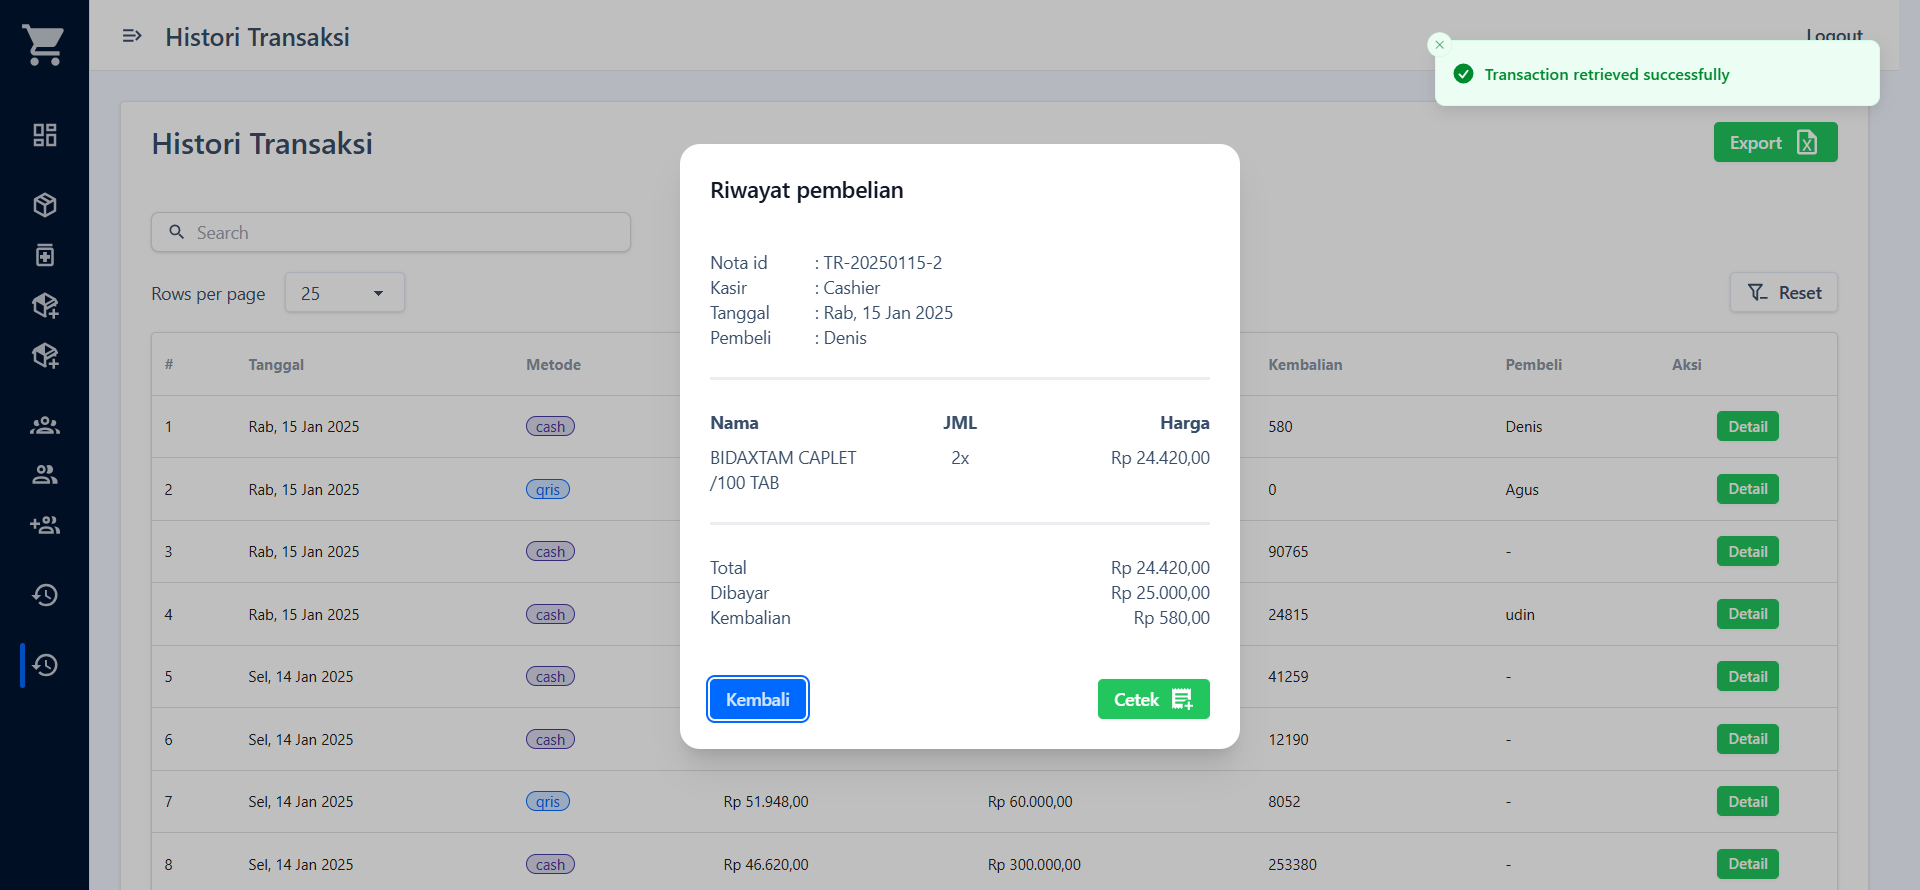 Histori Transaksi
Logout
Transaction retrieved successfully
Histori Transaksi
Export
Search
Rows per page 25
Reset
# Tanggal Metode Kembalian Pembeli Aksi
1 Rab, 15 Jan 2025 cash 580 Denis Detail
2 Rab, 15 Jan 2025 qris 0 Agus Detail
3 Rab, 15 Jan 2025 cash 90765 - Detail
4 Rab, 15 Jan 2025 cash 24815 udin Detail
5 Sel, 14 Jan 2025 cash 41259 - Detail
6 Sel, 14 Jan 2025 cash 12190 - Detail
7 Sel, 14 Jan 2025 qris Rp 51.948,00 Rp 60.000,00 8052 - Detail
8 Sel, 14 Jan 2025 cash Rp 46.620,00 Rp 300.000,00 253380 - Detail
Riwayat pembelian
Nota id : TR-20250115-2
Kasir : Cashier
Tanggal : Rab, 15 Jan 2025
Pembeli : Denis
Nama JML Harga
BIDAXTAM CAPLET 2x Rp 24.420,00
/100 TAB
Total Rp 24.420,00
Dibayar Rp 25.000,00
Kembalian Rp 580,00
Kembali Cetek